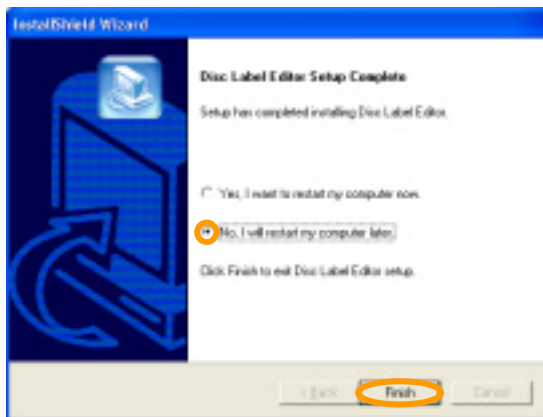 InstallShield Wizard
Disc Label Editor Setup Complete
Setup has completed installing Disc Label Editor.
Yes, I want to restart my computer now.
No, I will restart my computer later.
Click Finish to exit Disc Label Editor setup.
< Back Finish Cancel